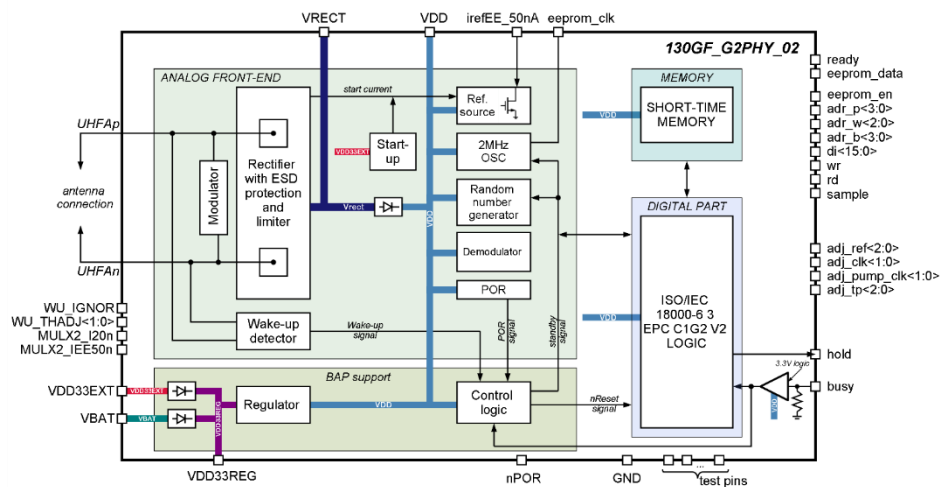 VRECT
VDD
irefEE_50nA
eeprom_clk
130GF_G2PHY_02
ANALOG FRONT-END
start current
Ref.
source
MEMORY
VDD
SHORT-TIME
MEMORY
ready
eeprom_data
eeprom_en
adr_p<3:0>
adr_w<2:0>
adr_b<3:0>
di<15:0>
wr
rd
sample
UHFAp
antenna
connection
UHFAn
Modulator
Rectifier
with ESD
protection
and
limiter
VDD33EXT
Start-
up
2MHz
OSC
Vrect
VDD
Random
number
generator
Demodulator
POR
DIGITAL PART
VDD
ISO/IEC
18000-6 3
EPC C1G2 V2
LOGIC
adj_ref<2:0>
adj_clk<1:0>
adj_pump_clk<1:0>
adj_tp<2:0>
WU_IGNOR
WU_THADJ<1:0>
MULX2_I20n
MULX2_IEE50n
Wake-up
detector
Wake-up
signal
POR
signal
standby
signal
hold
3.3V logic
busy
VDD
BAP support
VDD33EXT
VDD33EXT
VBAT
VBAT
VDD33REG
Regulator
VDD
Control
logic
nReset
signal
VDD33REG
nPOR
GND
...
test pins